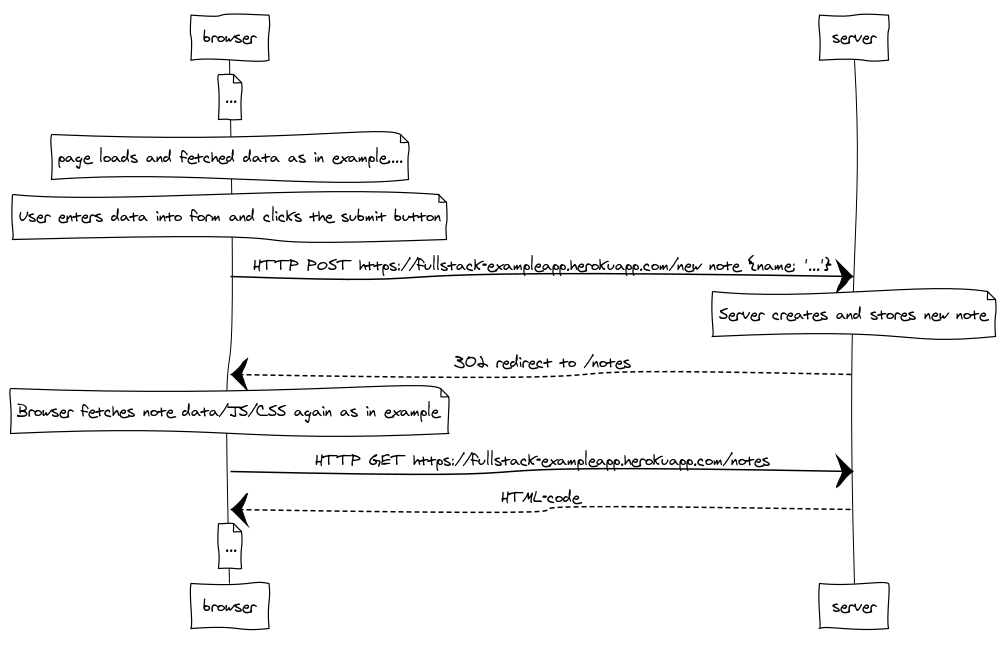 browser
server
...
page loads and fetched data as in example....
User enters data into form and clicks the submit button
HTTP POST https://fullstack-exampleapp.herokuapp.com/new note {name: '...'}
Server creates and stores new note
302 redirect to /notes
Browser fetches note data/JS/CSS again as in example
HTTP GET https://fullstack-exampleapp.herokuapp.com/notes
HTML-code
...
browser
server